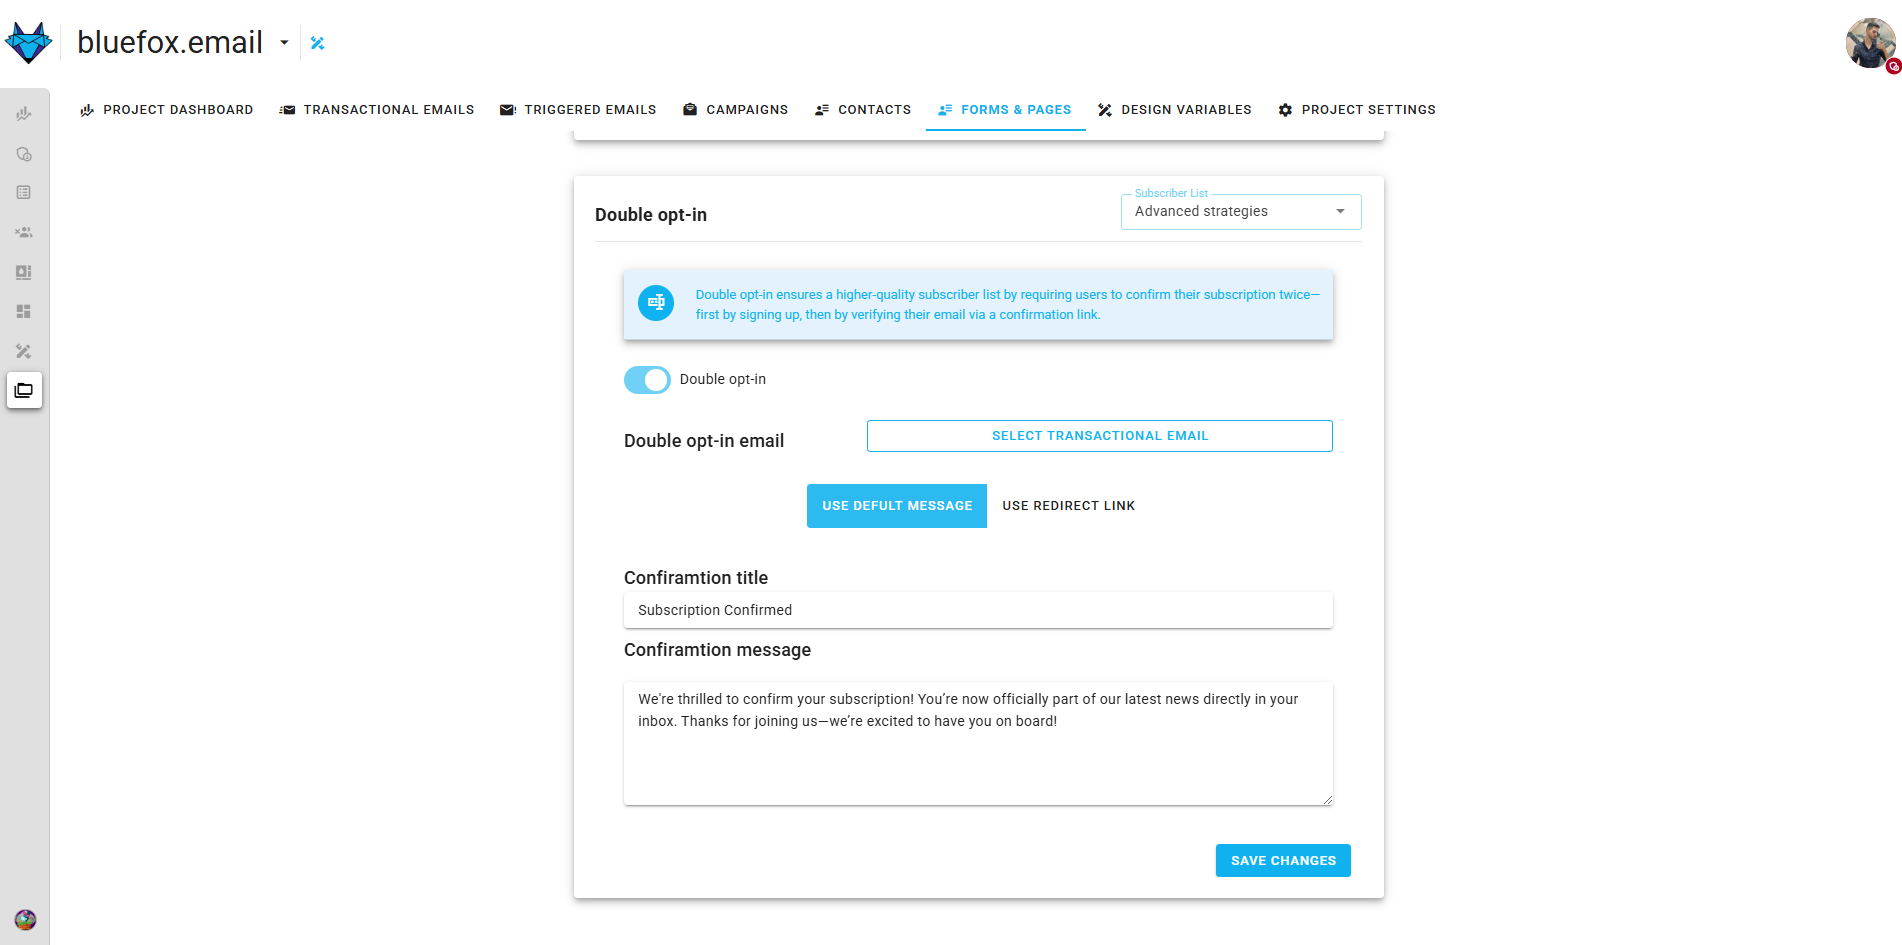 bluefox.email
PROJECT DASHBOARD
TRANSACTIONAL EMAILS
TRIGGERED EMAILS
CAMPAIGNS
CONTACTS
FORMS & PAGES
DESIGN VARIABLES
PROJECT SETTINGS
Double opt-in
Subscriber List
Advanced strategies
Double opt-in ensures a higher-quality subscriber list by requiring users to confirm their subscription twice—
first by signing up, then by verifying their email via a confirmation link.
Double opt-in
Double opt-in email
SELECT TRANSACTIONAL EMAIL
USE DEFULT MESSAGE
USE REDIRECT LINK
Confiramtion title
Subscription Confirmed
Confiramtion message
We're thrilled to confirm your subscription! You’re now officially part of our latest news directly in your
inbox. Thanks for joining us—we’re excited to have you on board!
SAVE CHANGES